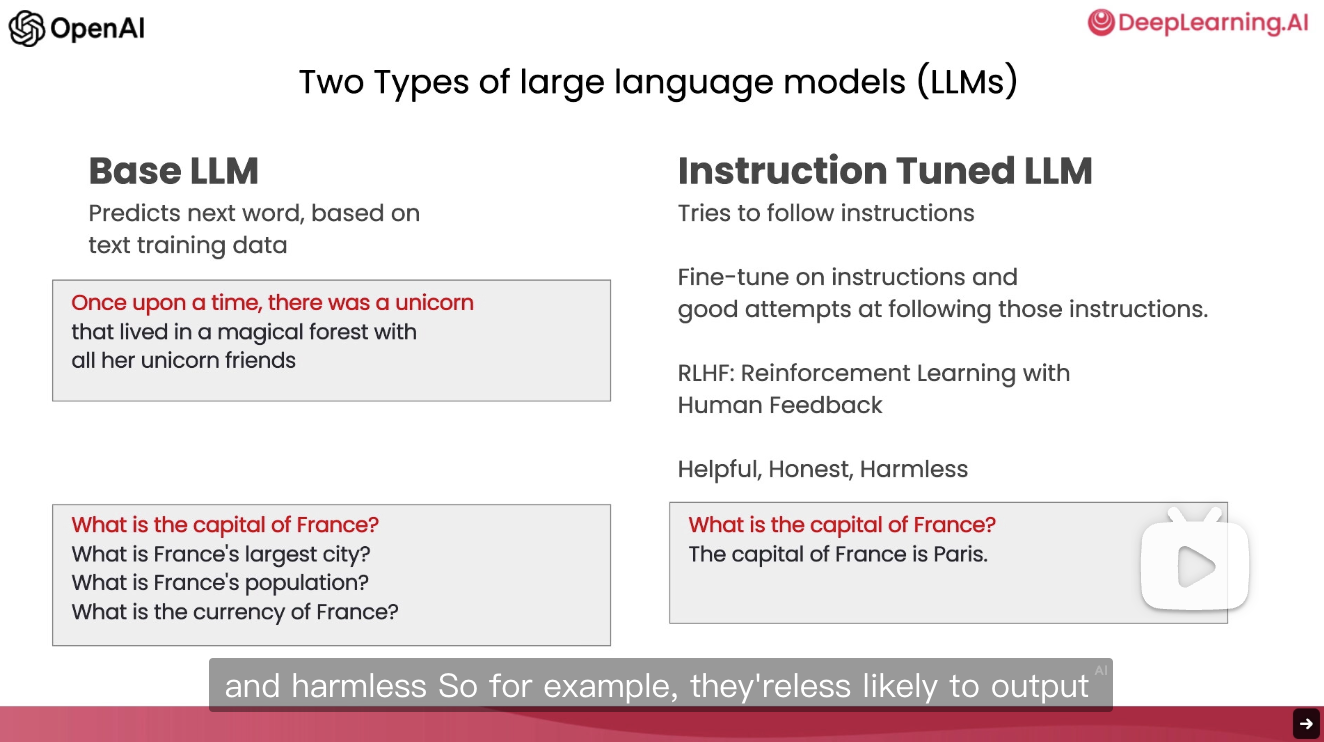 OpenAI
DeepLearning.AI
Two Types of large language models (LLMs)
Base LLM
Predicts next word, based on
text training data
Once upon a time, there was a unicorn
that lived in a magical forest with
all her unicorn friends
What is the capital of France?
What is France's largest city?
What is France's population?
What is the currency of France?
Instruction Tuned LLM
Tries to follow instructions
Fine-tune on instructions and
good attempts at following those instructions.
RLHF: Reinforcement Learning with
Human Feedback
Helpful, Honest, Harmless
What is the capital of France?
The capital of France is Paris.
and harmless So for example, they'reless likely to output
AI